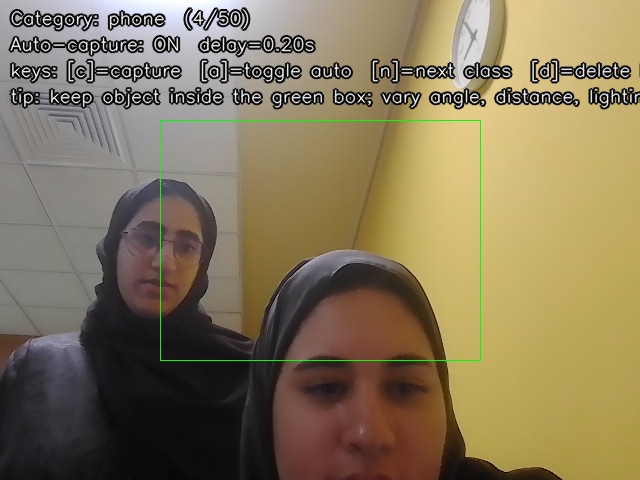 Category: phone (4/50)
Auto-capture: ON delay=0.20s
keys: [c]=capture [a]=toggle auto [n]=next class [d]=delete
tip: keep object inside the green box; vary angle, distance,